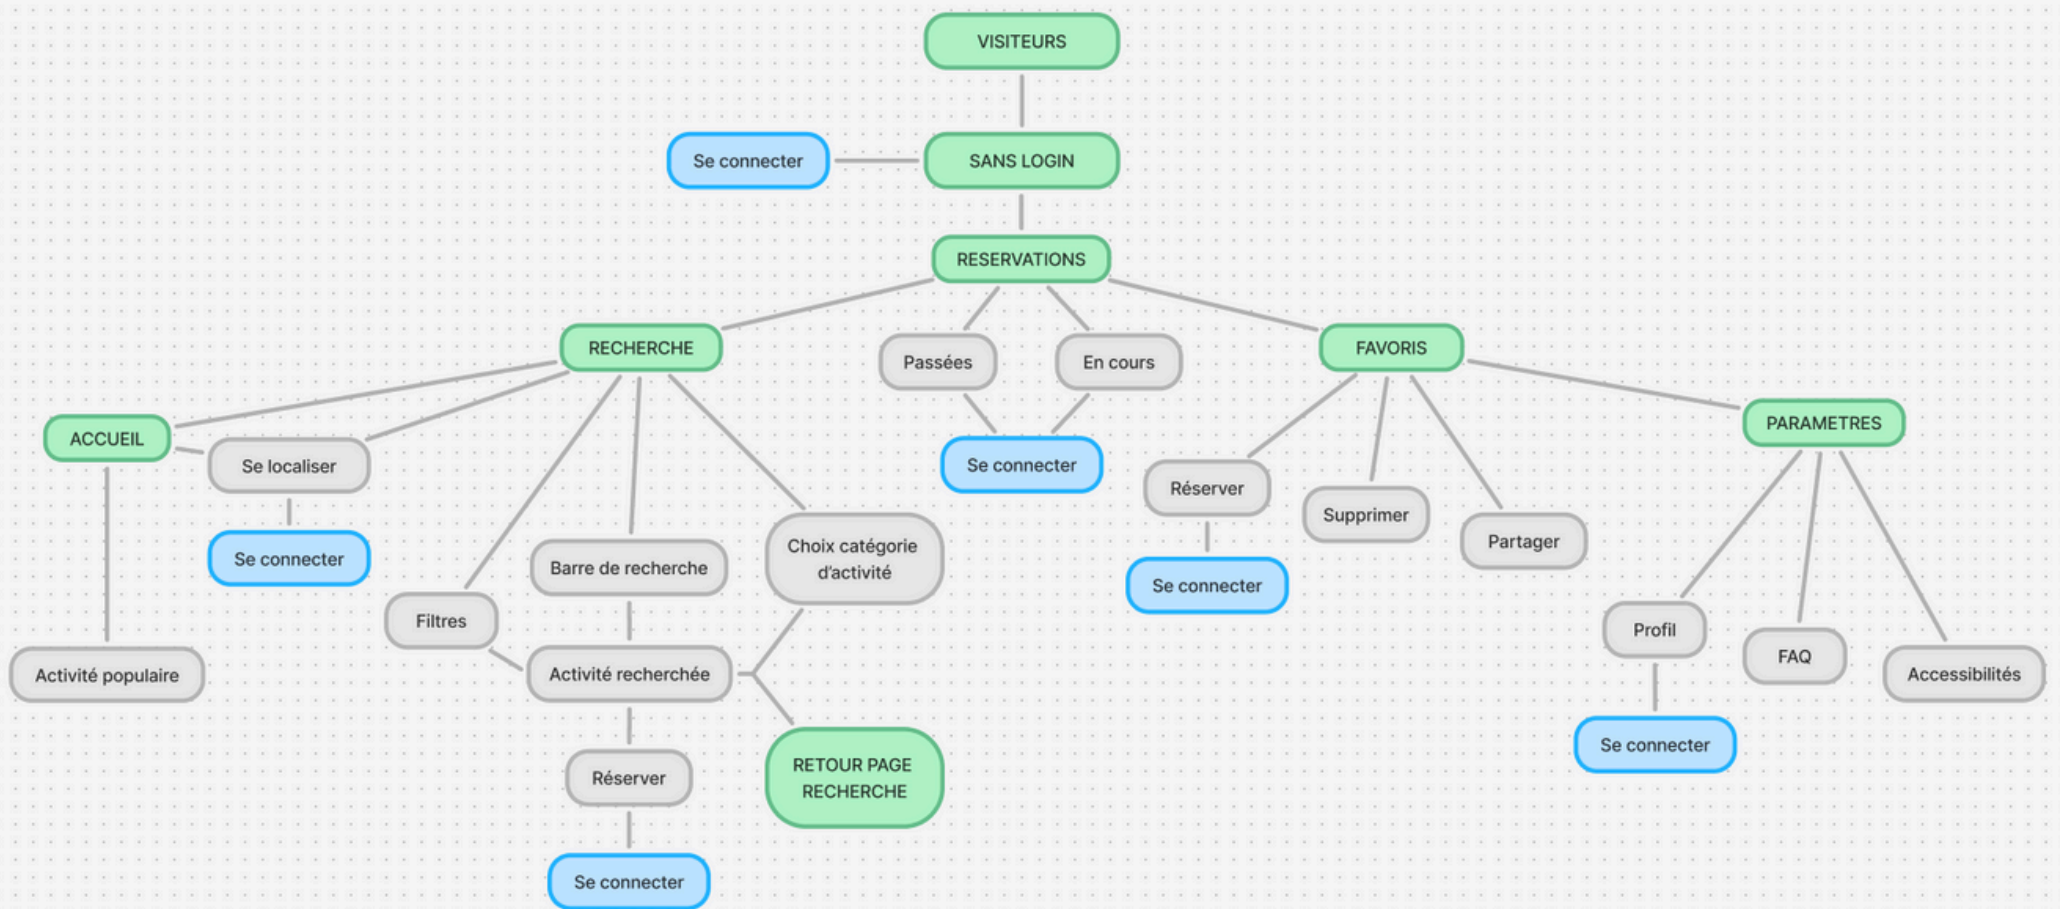 VISITEURS
Se connecter
SANS LOGIN
RESERVATIONS
RECHERCHE
Passées
En cours
FAVORIS
ACCUEIL
Se localiser
Se connecter
PARAMETRES
Réserver
Supprimer
Partager
Se connecter
Choix catégorie
d'activité
Barre de recherche
Se connecter
Filtres
Profil
FAQ
Accessibilités
Activité populaire
Activité recherchée
Se connecter
RETOUR PAGE
RECHERCHE
Réserver
Se connecter